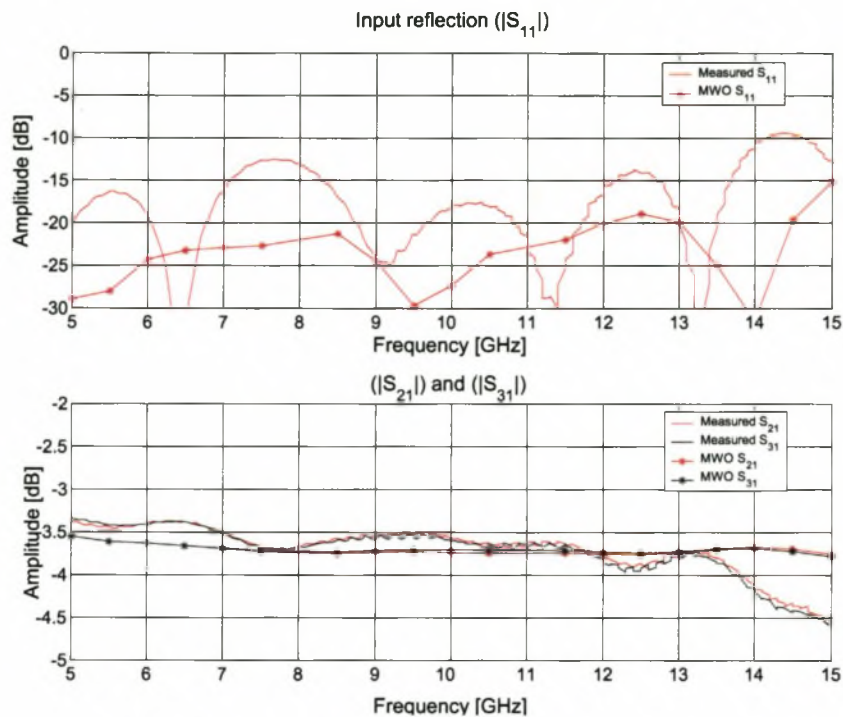 Input reflection (|S11|)
Measured S11
MWO S11
Amplitude [dB]
0
-5
-10
-15
-20
-25
-30
5 6 7 8 9 10 11 12 13 14 15
Frequency [GHz]
(|S21|) and (|S31|)
Measured S21
Measured S31
MWO S21
MWO S31
Amplitude [dB]
-2
-2.5
-3
-3.5
-4
-4.5
-5
5 6 7 8 9 10 11 12 13 14 15
Frequency [GHz]